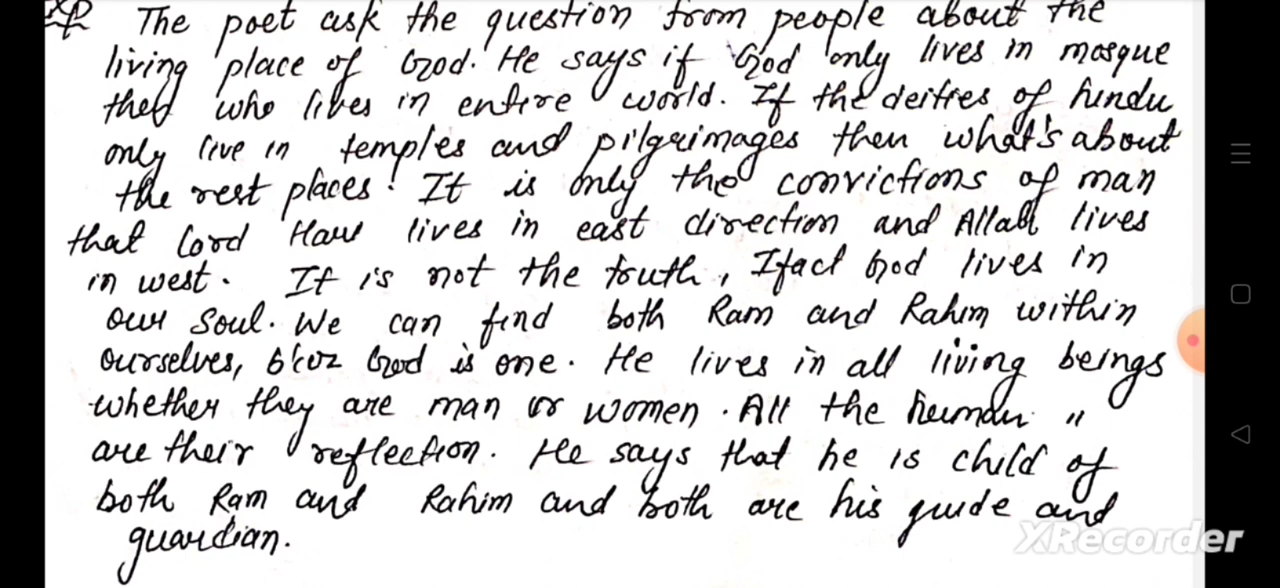 Exp The poet ask the question from people about the
living place of God. He says if God only lives in mosque
then who lives in entire world. If the deities of hindu
only live in temples and pilgrimages then what's about
the rest places! It is only the convictions of man
that lord Hari lives in east direction and Allah lives
in west. It is not the truth, Ifact God lives in
our soul. We can find both Ram and Rahim within
ourselves, b'coz God is one. He lives in all living beings
whether they are man or women. All the human "
are their reflection. He says that he is child of
both Ram and Rahim and both are his guide and
guardian.
XRecorder